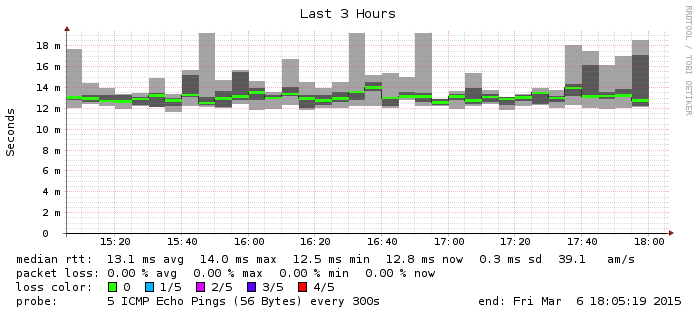 Last 3 Hours
RRDTOOL / TOBI OETIKER
Seconds
18 m
16 m
14 m
12 m
10 m
8 m
6 m
4 m
2 m
0
15:20 15:40 16:00 16:20 16:40 17:00 17:20 17:40 18:00
median rtt: 13.1 ms avg 14.0 ms max 12.5 ms min 12.8 ms now 0.3 ms sd 39.1 am/s
packet loss: 0.00 % avg 0.00 % max 0.00 % min 0.00 % now
loss color: 0 1/5 2/5 3/5 4/5
probe: 5 ICMP Echo Pings (56 Bytes) every 300s end: Fri Mar 6 18:05:19 2015